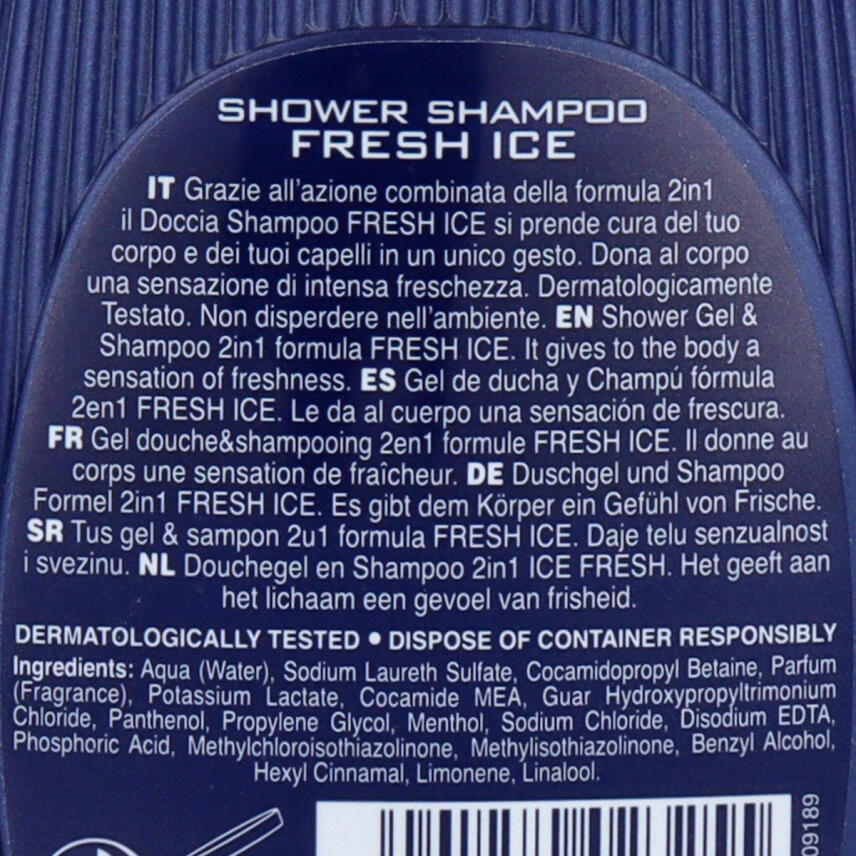 SHOWER SHAMPOO
FRESH ICE
IT Grazie all'azione combinata della formula 2in1
il Doccia Shampoo FRESH ICE si prende cura del tuo
corpo e dei tuoi capelli in un unico gesto. Dona al corpo
una sensazione di intensa freschezza. Dermatologicamente
Testato. Non disperdere nell'ambiente. EN Shower Gel &
Shampoo 2in1 formula FRESH ICE. It gives to the body a
sensation of freshness. ES Gel de ducha y Champú fórmula
2en1 FRESH ICE. Le da al cuerpo una sensación de frescura.
FR Gel douche&shampooing 2en1 formule FRESH ICE. Il donne au
corps une sensation de fraîcheur. DE Duschgel und Shampoo
Formel 2in1 FRESH ICE. Es gibt dem Körper ein Gefühl von Frische.
SR Tus gel & sampon 2u1 formula FRESH ICE. Daje telu senzualnost
i svezinu. NL Douchegel en Shampoo 2in1 ICE FRESH. Het geeft aan
het lichaam een gevoel van frisheid.
DERMATOLOGICALLY TESTED • DISPOSE OF CONTAINER RESPONSIBLY
Ingredients: Aqua (Water), Sodium Laureth Sulfate, Cocamidopropyl Betaine, Parfum
(Fragrance), Potassium Lactate, Cocamide MEA, Guar Hydroxypropyltrimonium
Chloride, Panthenol, Propylene Glycol, Menthol, Sodium Chloride, Disodium EDTA,
Phosphoric Acid, Methylchloroisothiazolinone, Methylisothiazolinone, Benzyl Alcohol,
Hexyl Cinnamal, Limonene, Linalool.
09189